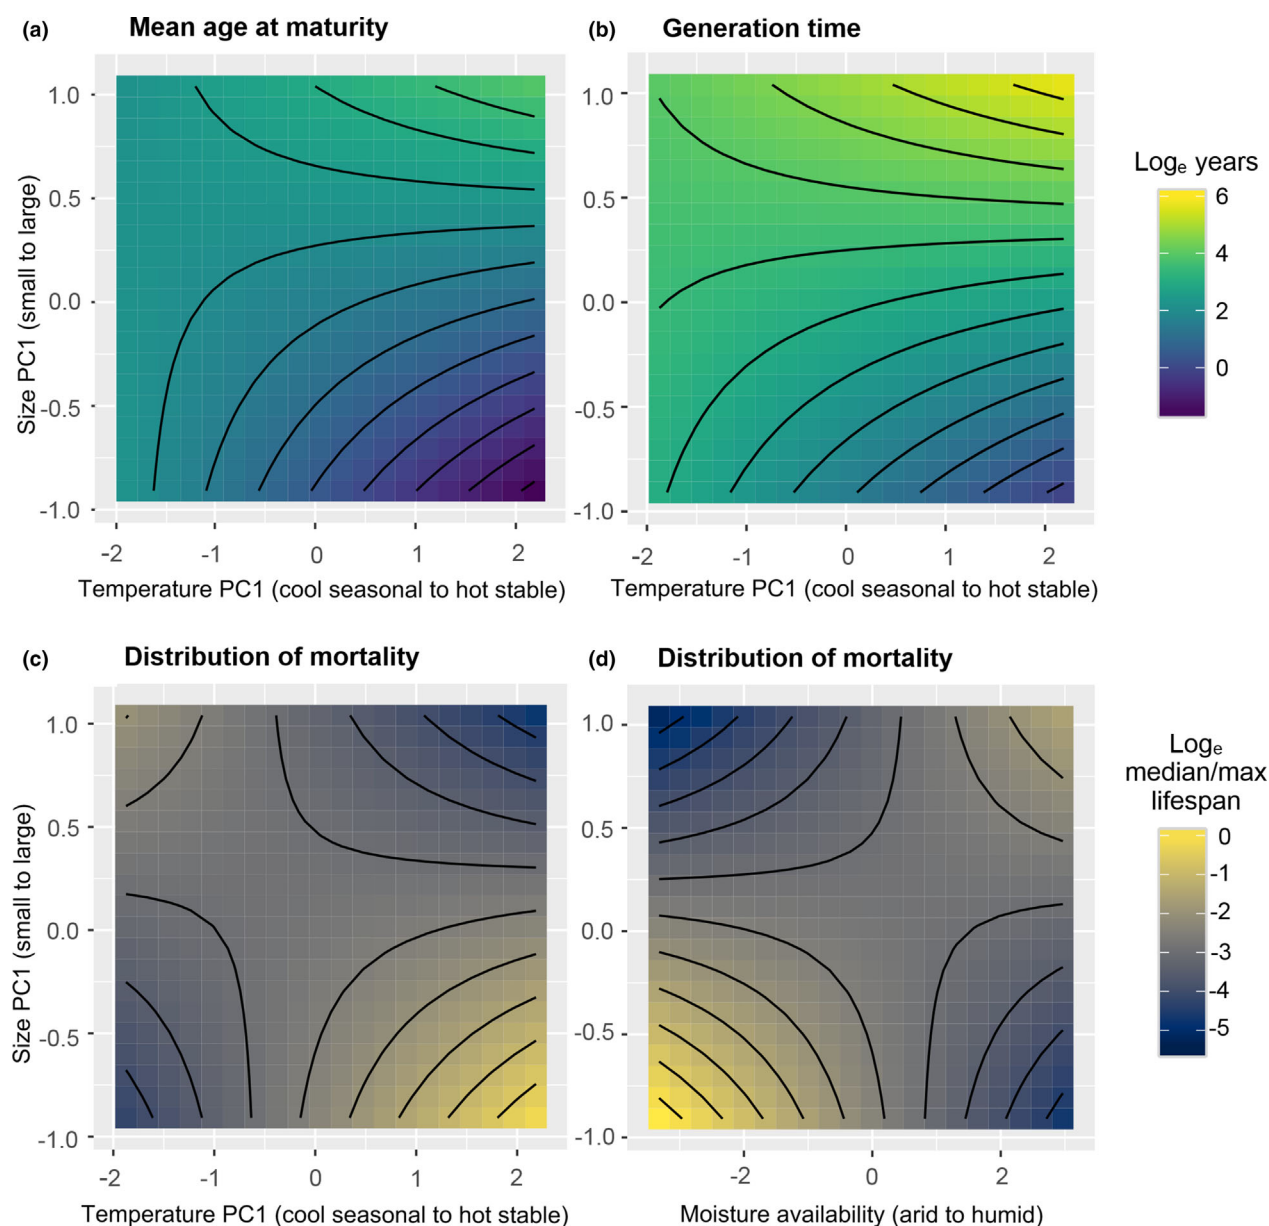 (a) Mean age at maturity
(b) Generation time
1.0
0.5
0.0
-0.5
-1.0
Size PC1 (small to large)
-2 -1 0 1 2
Temperature PC1 (cool seasonal to hot stable)
1.0
0.5
0.0
-0.5
-1.0
-2 -1 0 1 2
Temperature PC1 (cool seasonal to hot stable)
Logₑ years
6
4
2
0
(c) Distribution of mortality
(d) Distribution of mortality
1.0
0.5
0.0
-0.5
-1.0
Size PC1 (small to large)
-2 -1 0 1 2
Temperature PC1 (cool seasonal to hot stable)
1.0
0.5
0.0
-0.5
-1.0
-2 0 2
Moisture availability (arid to humid)
Logₑ
median/max
lifespan
0
-1
-2
-3
-4
-5